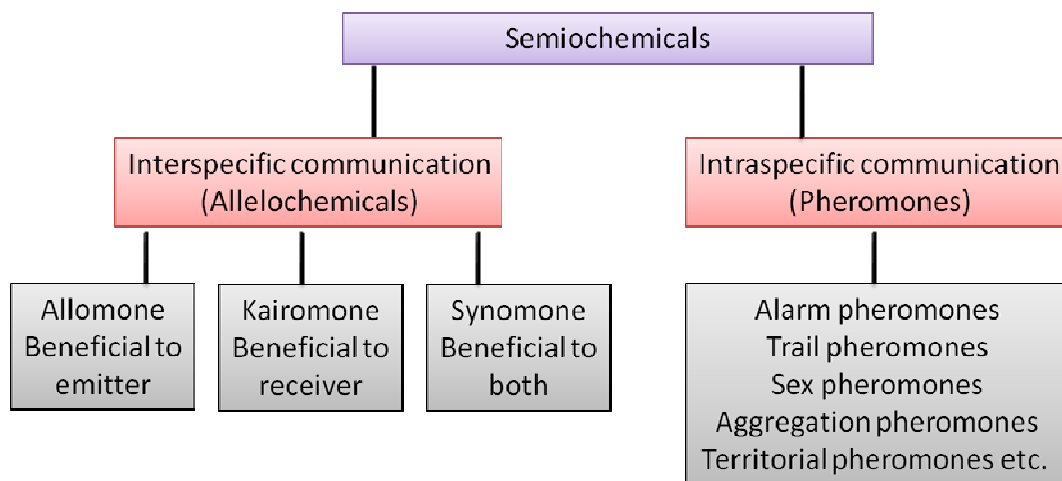 Semiochemicals
Interspecific communication
(Allelochemicals)
Intraspecific communication
(Pheromones)
Allomone
Beneficial to
emitter
Kairomone
Beneficial to
receiver
Synomone
Beneficial to
both
Alarm pheromones
Trail pheromones
Sex pheromones
Aggregation pheromones
Territorial pheromones etc.